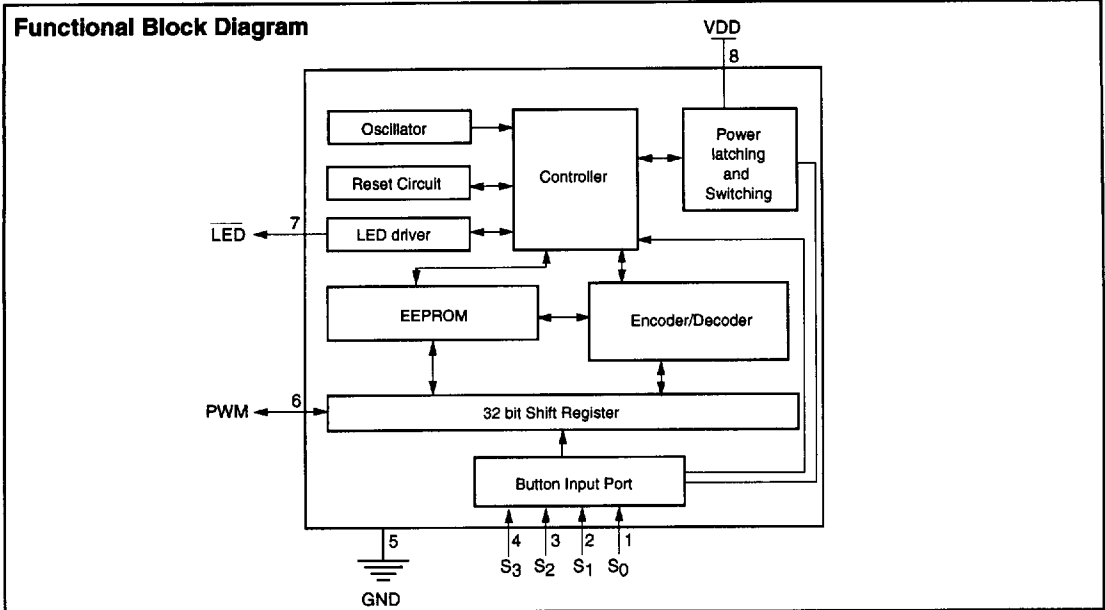 Functional Block Diagram
VDD
8
Oscillator
Controller
Power
latching
and
Switching
Reset Circuit
LED
7
LED driver
EEPROM
Encoder/Decoder
PWM
6
32 bit Shift Register
Button Input Port
5
4
3
2
1
S3
S2
S1
S0
GND